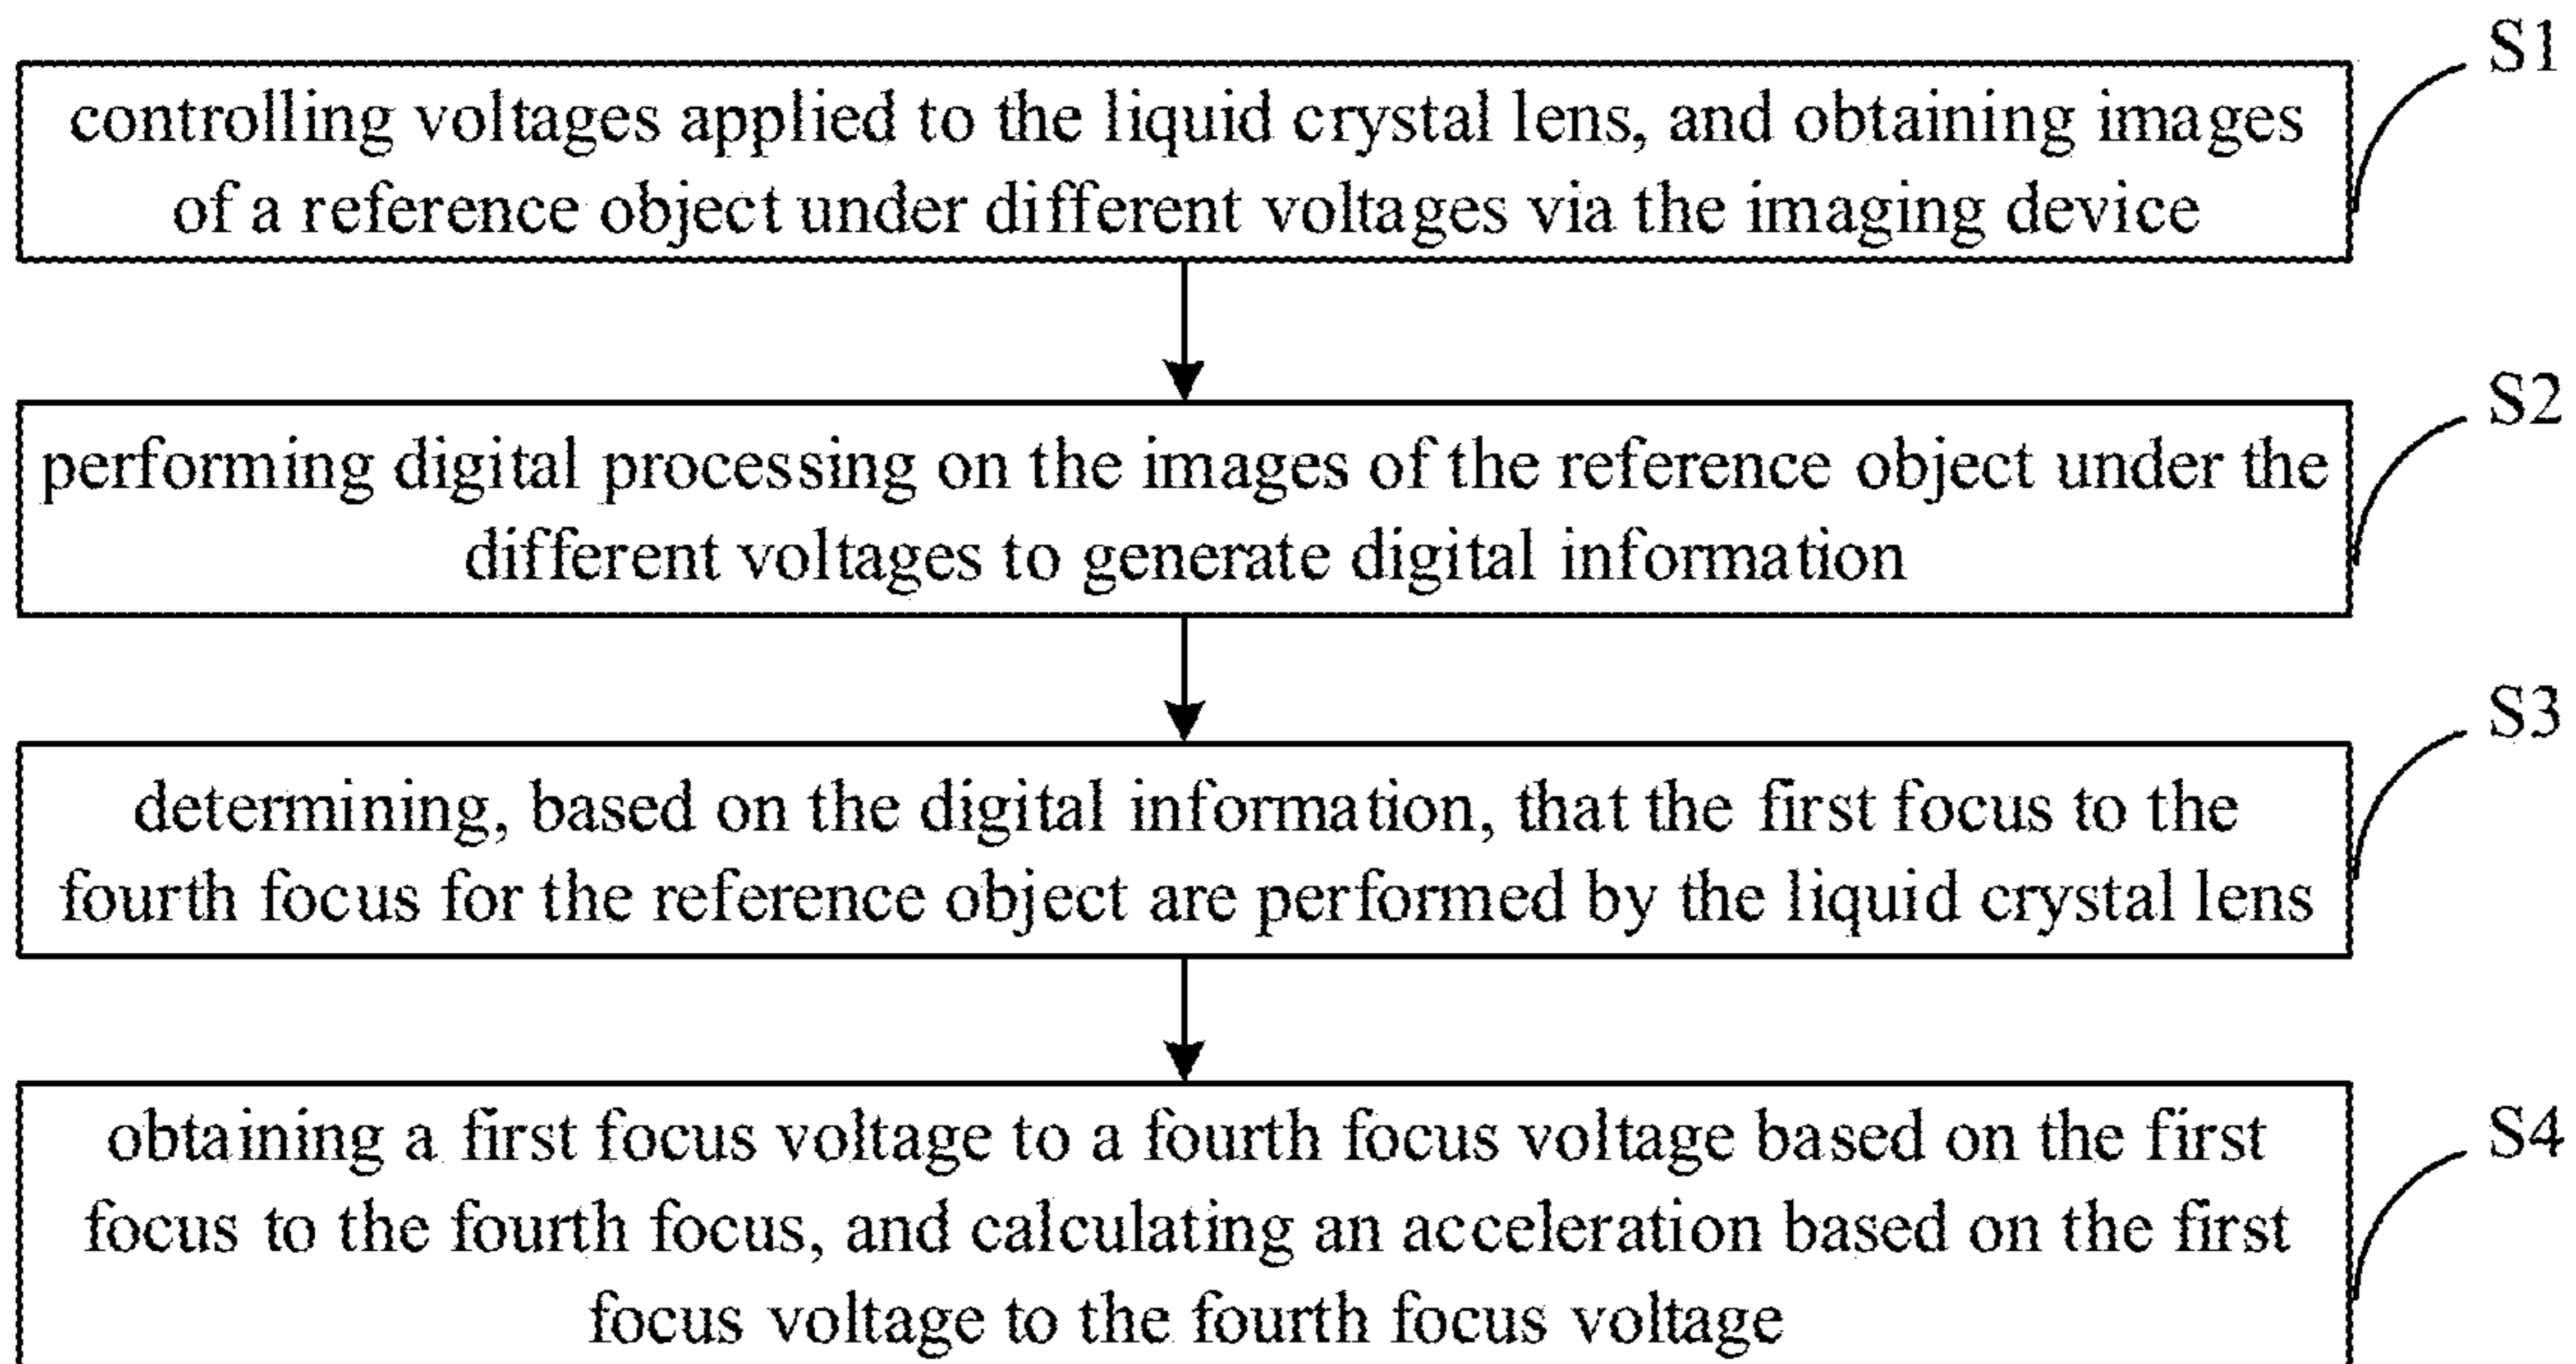 S1
controlling voltages applied to the liquid crystal lens, and obtaining images
of a reference object under different voltages via the imaging device
S2
performing digital processing on the images of the reference object under the
different voltages to generate digital information
S3
determining, based on the digital information, that the first focus to the
fourth focus for the reference object are performed by the liquid crystal lens
S4
obtaining a first focus voltage to a fourth focus voltage based on the first
focus to the fourth focus, and calculating an acceleration based on the first
focus voltage to the fourth focus voltage